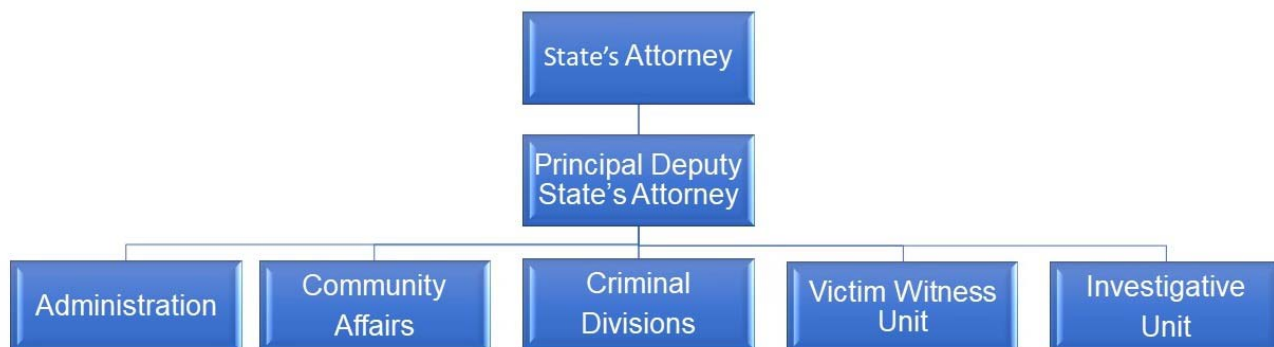 State's Attorney
Principal Deputy
State's Attorney
Administration
Community
Affairs
Criminal
Divisions
Victim Witness
Unit
Investigative
Unit